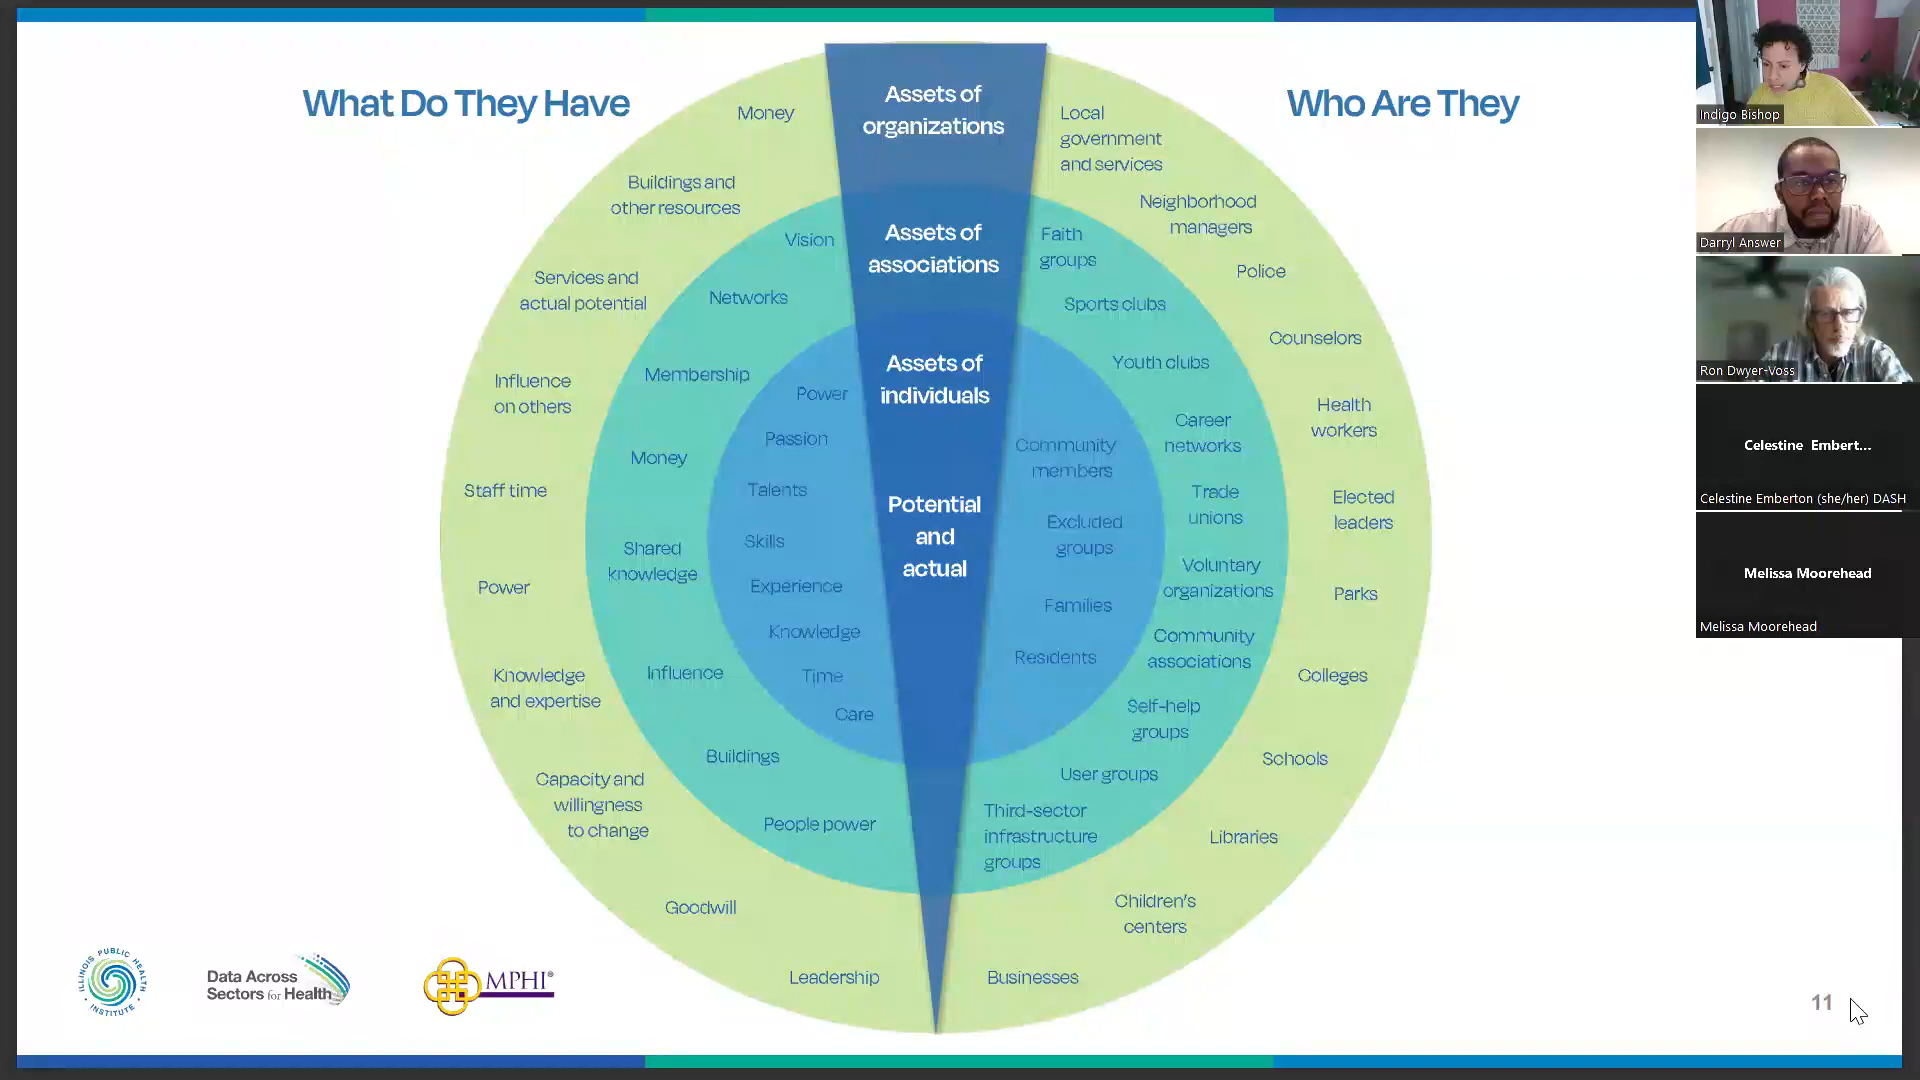 What Do They Have
Who Are They
Assets of
organizations
Assets of
associations
Assets of
individuals
Potential
and
actual
Money
Buildings and
other resources
Services and
actual potential
Influence
on others
Staff time
Power
Knowledge
and expertise
Capacity and
willingness
to change
Goodwill
Leadership
Vision
Networks
Membership
Money
Shared
knowledge
Influence
Buildings
People power
Power
Passion
Talents
Skills
Experience
Knowledge
Time
Care
Community
members
Excluded
groups
Families
Residents
Faith
groups
Sports clubs
Youth clubs
Career
networks
Trade
unions
Voluntary
organizations
Community
associations
Self-help
groups
User groups
Third-sector
infrastructure
groups
Local
government
and services
Neighborhood
managers
Police
Counselors
Health
workers
Elected
leaders
Parks
Colleges
Schools
Libraries
Children's
centers
Businesses
ILLINOIS PUBLIC HEALTH INSTITUTE
Data Across
Sectors for Health
MPHI®
11
Indigo Bishop
Darryl Answer
Ron Dwyer-Voss
Celestine Embert...
Celestine Emberton (she/her) DASH
Melissa Moorehead
Melissa Moorehead